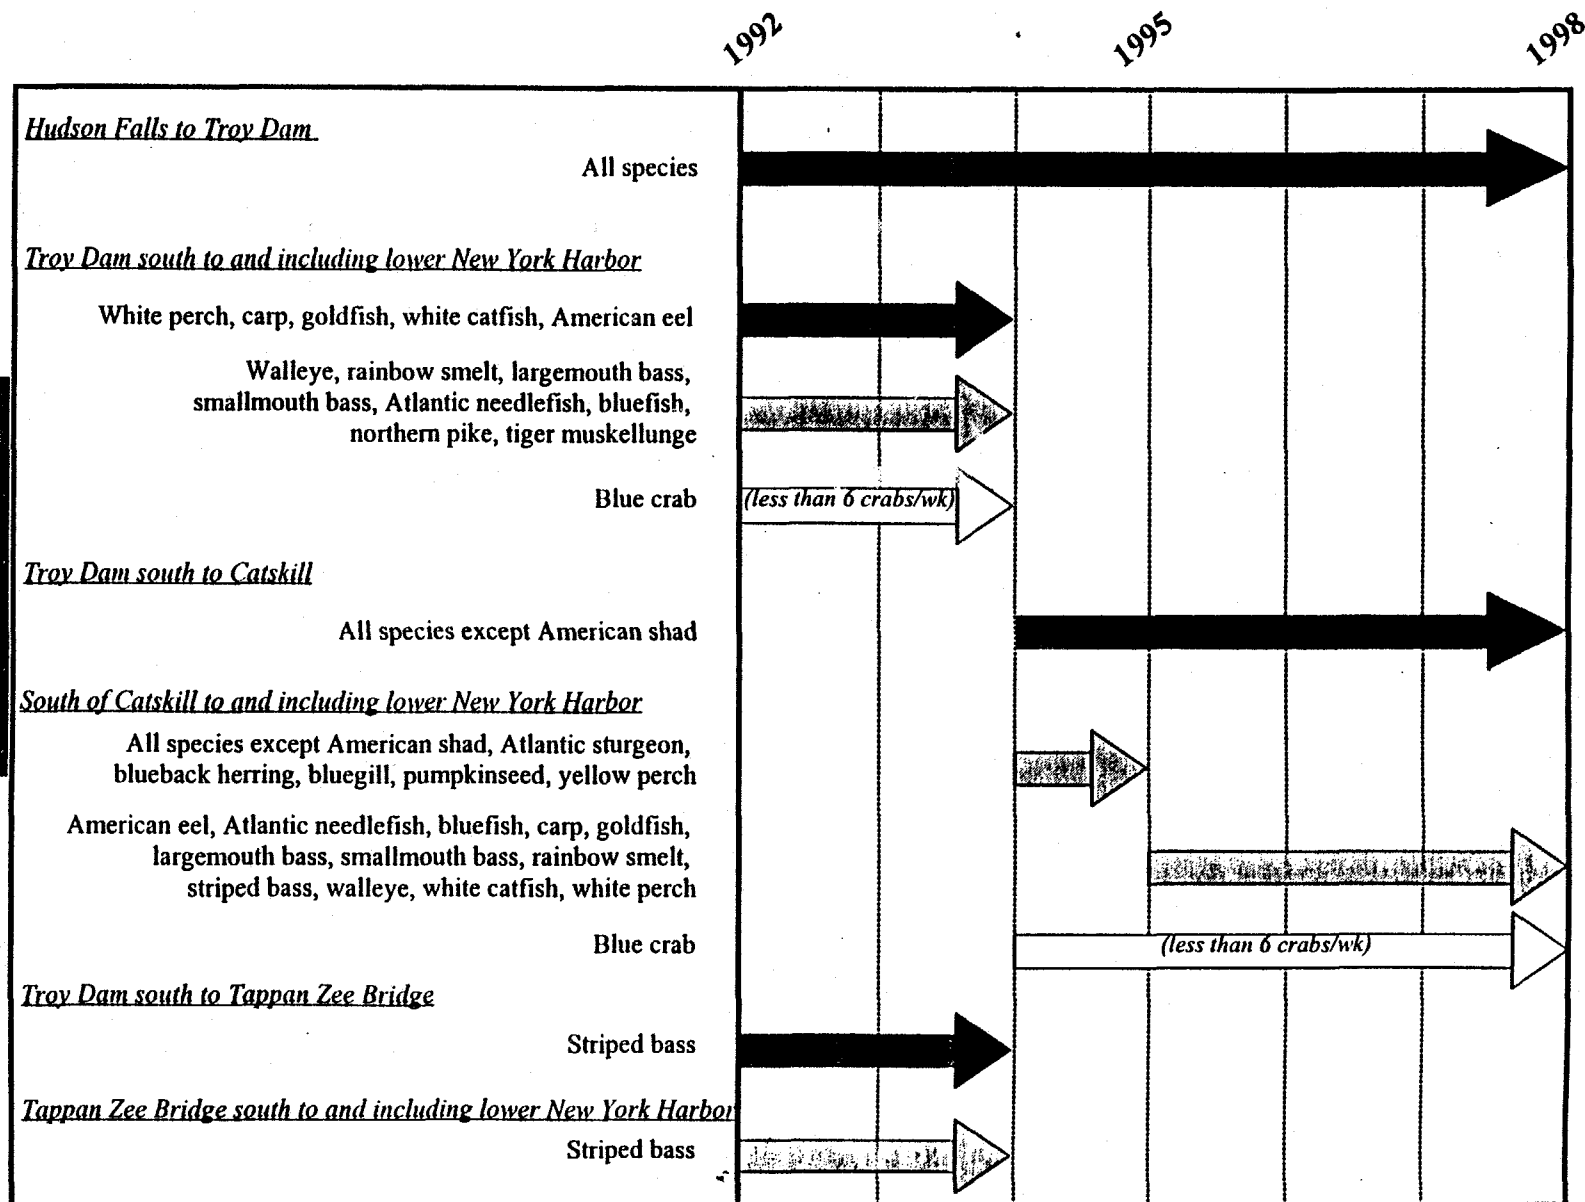 1992 1995 1998
Hudson Falls to Troy Dam
All species
Troy Dam south to and including lower New York Harbor
White perch, carp, goldfish, white catfish, American eel
Walleye, rainbow smelt, largemouth bass,
smallmouth bass, Atlantic needlefish, bluefish,
northern pike, tiger muskellunge
Blue crab (less than 6 crabs/wk)
Troy Dam south to Catskill
All species except American shad
South of Catskill to and including lower New York Harbor
All species except American shad, Atlantic sturgeon,
blueback herring, bluegill, pumpkinseed, yellow perch
American eel, Atlantic needlefish, bluefish, carp, goldfish,
largemouth bass, smallmouth bass, rainbow smelt,
striped bass, walleye, white catfish, white perch
Blue crab (less than 6 crabs/wk)
Troy Dam south to Tappan Zee Bridge
Striped bass
Tappan Zee Bridge south to and including lower New York Harbor
Striped bass